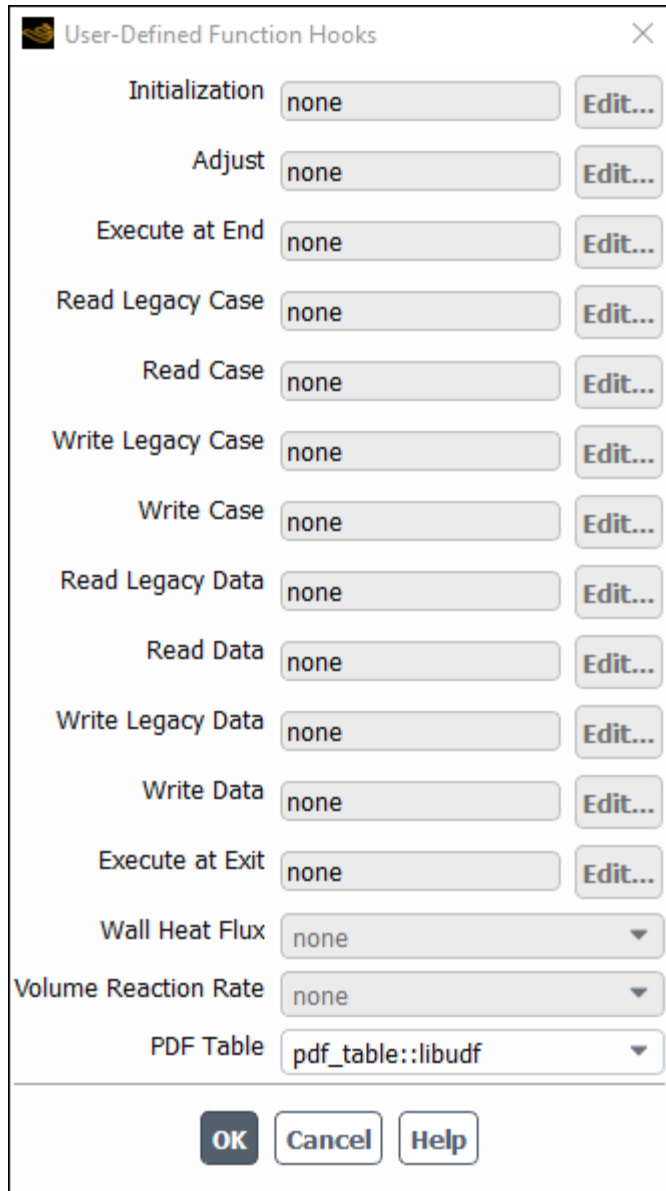 User-Defined Function Hooks
Initialization none Edit...
Adjust none Edit...
Execute at End none Edit...
Read Legacy Case none Edit...
Read Case none Edit...
Write Legacy Case none Edit...
Write Case none Edit...
Read Legacy Data none Edit...
Read Data none Edit...
Write Legacy Data none Edit...
Write Data none Edit...
Execute at Exit none Edit...
Wall Heat Flux none
Volume Reaction Rate none
PDF Table pdf_table::libudf
OK Cancel Help